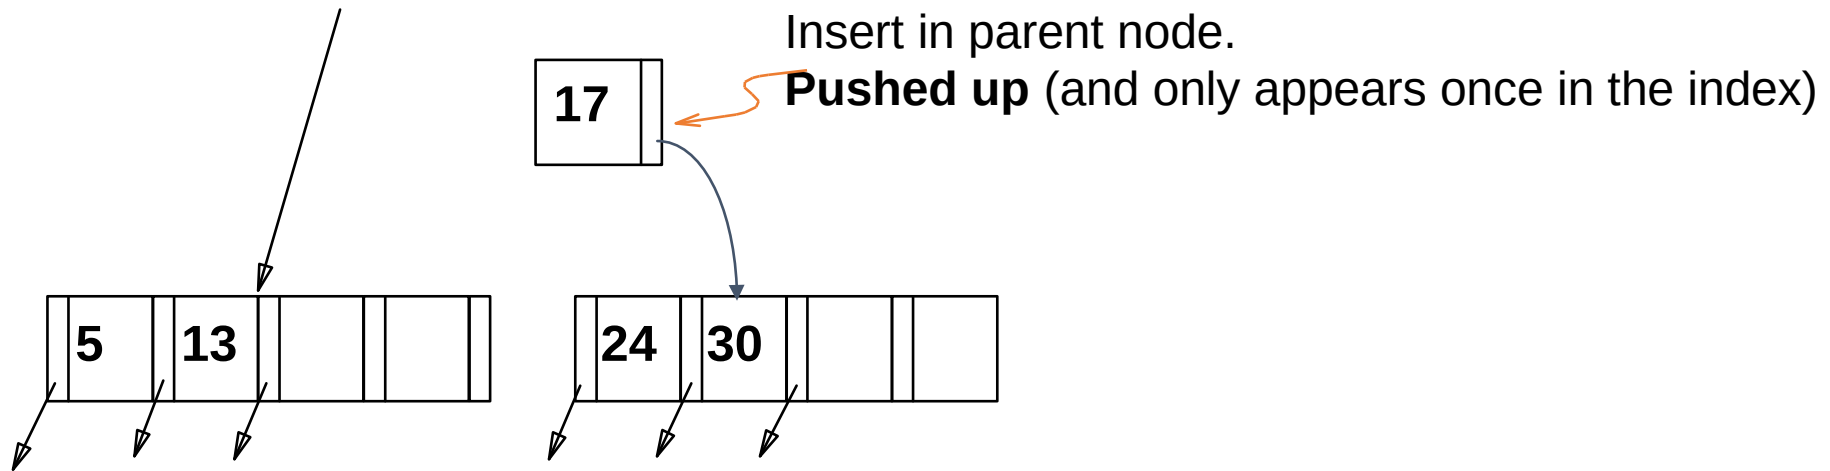 Insert in parent node.
Pushed up (and only appears once in the index)
17
5 13
24 30